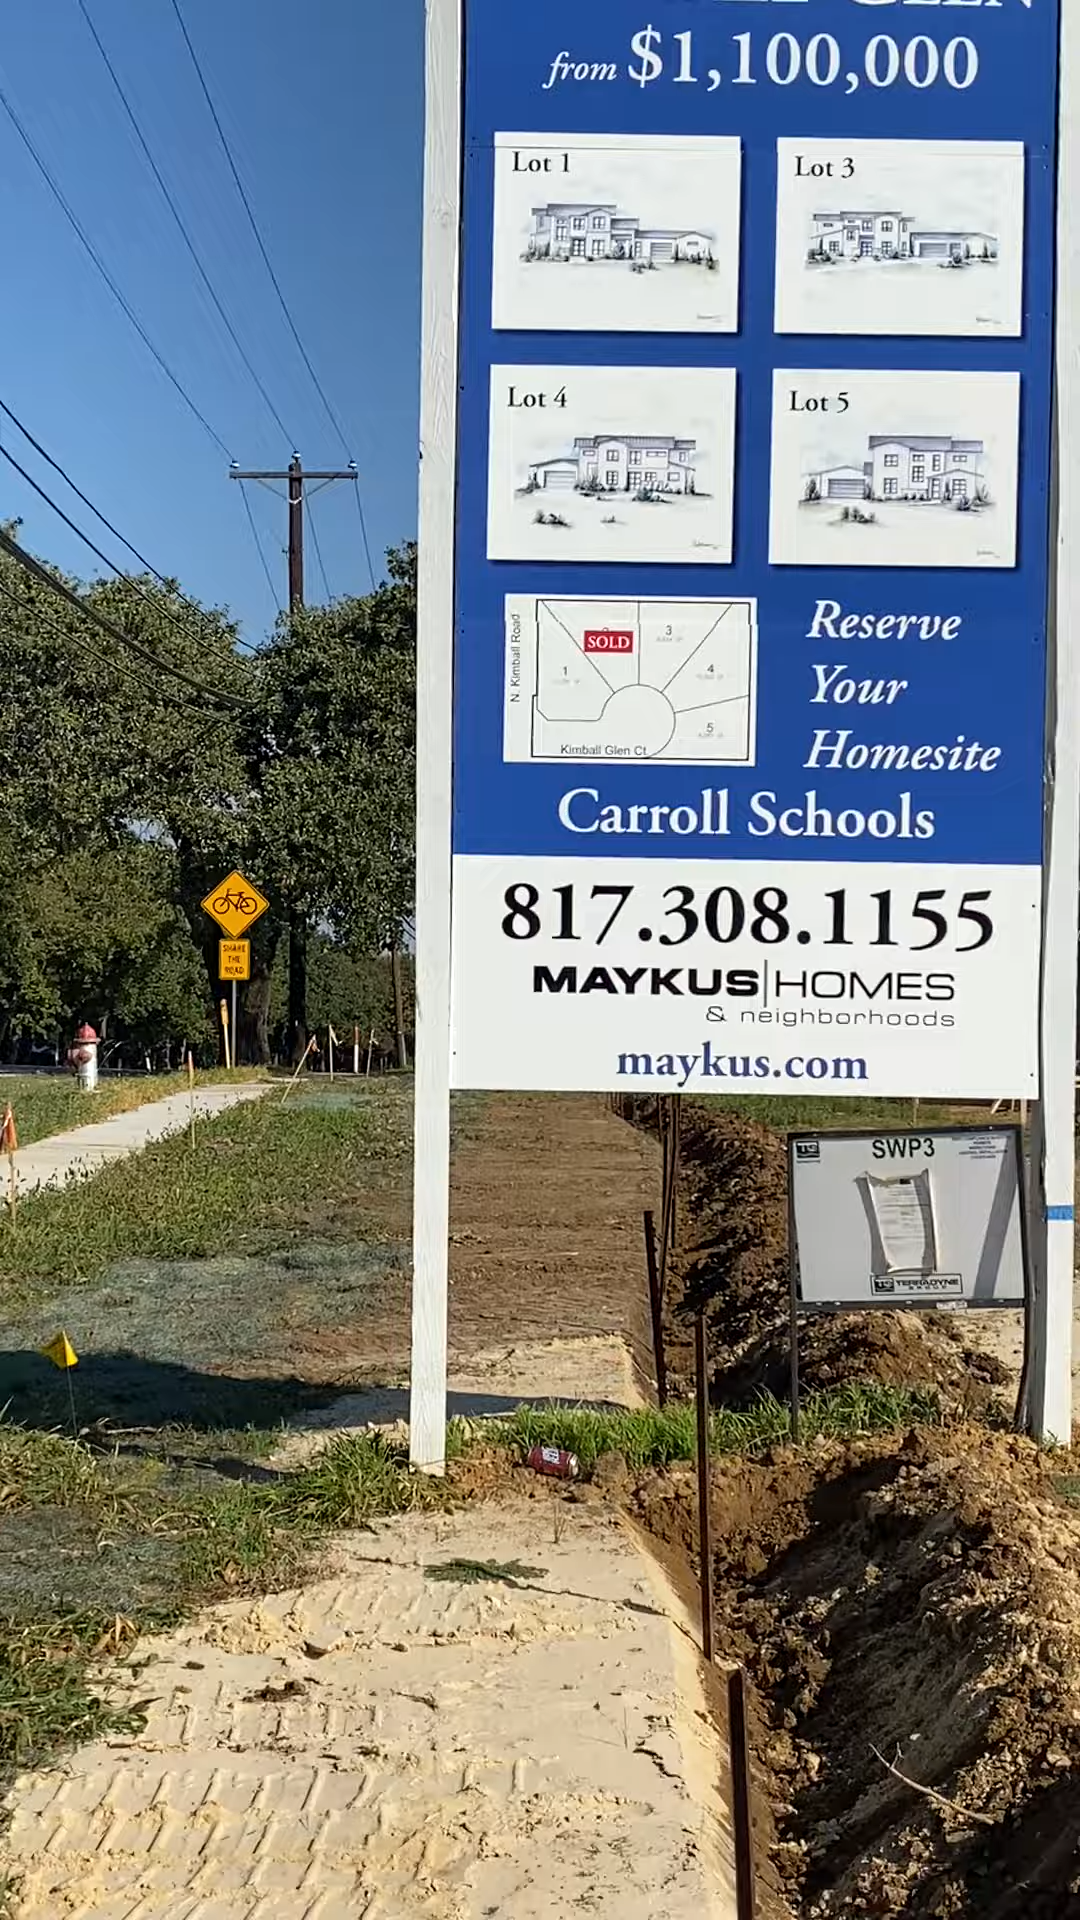 from $1,100,000
Lot 1
Lot 3
Lot 4
Lot 5
N. Kimball Road
SOLD
3
1
4
5
Kimball Glen Ct
Reserve
Your
Homesite
Carroll Schools
817.308.1155
MAYKUS|HOMES
& neighborhoods
maykus.com
SHARE
THE
ROAD
SWP3
TERRADYNE
GROUP